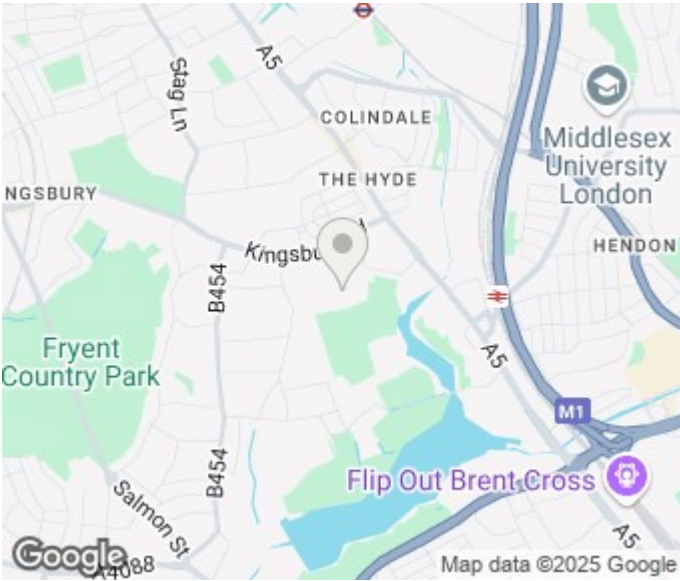 A5
Stag Ln
COLINDALE
Middlesex
University
London
THE HYDE
NGSBURY
HENDON
Kingsbu
B454
A5
Fryent
Country Park
M1
B454
Flip Out Brent Cross
Salmon St
A5
Google
A4088
Map data ©2025 Google